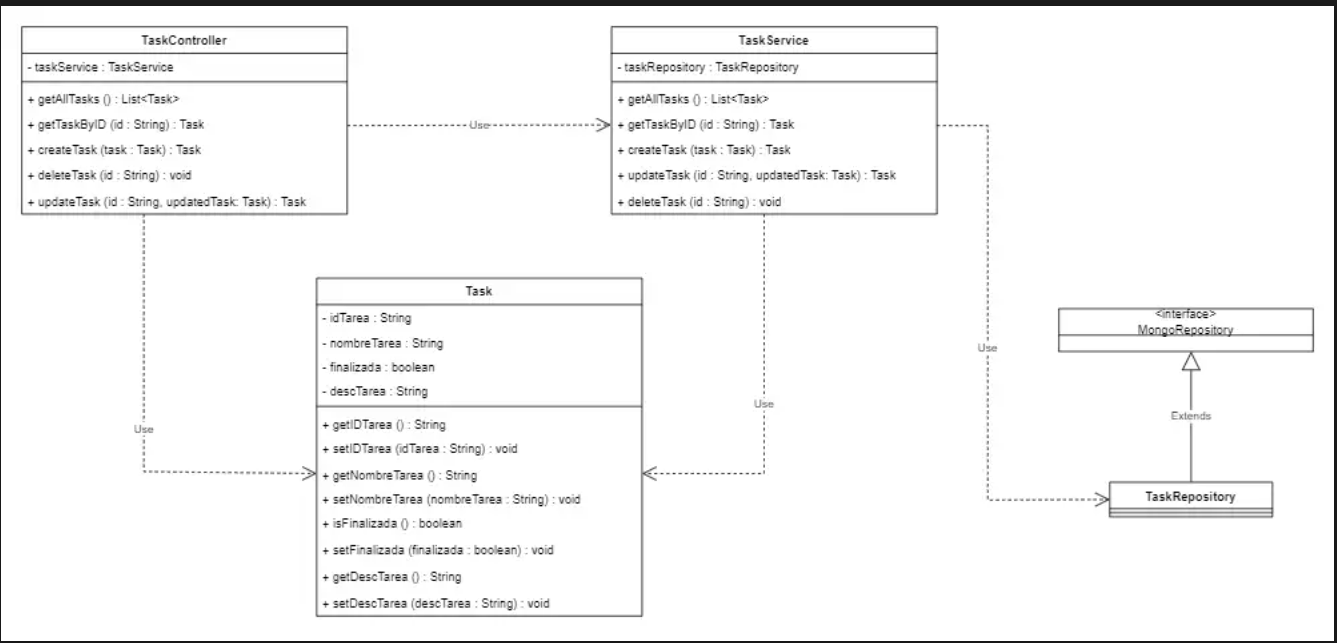 TaskController
- taskService : TaskService
+ getAllTasks () : List<Task>
+ getTaskByID (id : String) : Task
+ createTask (task : Task) : Task
+ deleteTask (id : String) : void
+ updateTask (id : String, updatedTask: Task) : Task
Use
TaskService
- taskRepository : TaskRepository
+ getAllTasks () : List<Task>
+ getTaskByID (id : String) : Task
+ createTask (task : Task) : Task
+ updateTask (id : String, updatedTask: Task) : Task
+ deleteTask (id : String) : void
Task
- idTarea : String
- nombreTarea : String
- finalizada : boolean
- descTarea : String
+ getIDTarea () : String
+ setIDTarea (idTarea : String) : void
+ getNombreTarea () : String
+ setNombreTarea (nombreTarea : String) : void
+ isFinalizada () : boolean
+ setFinalizada (finalizada : boolean) : void
+ getDescTarea () : String
+ setDescTarea (descTarea : String) : void
Use
Use
Use
<interface>
MongoRepository
Extends
TaskRepository